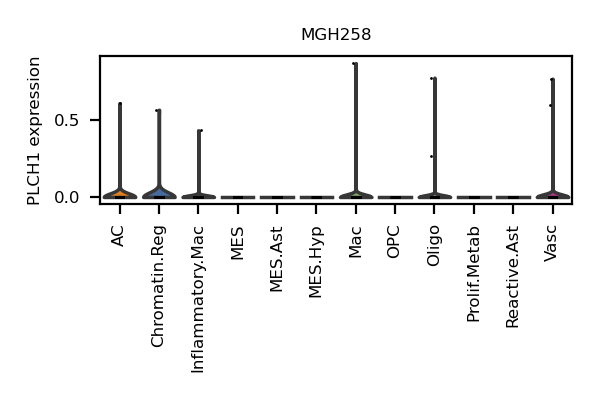 MGH258
PLCH1 expression
0.5
0.0
AC
Chromatin.Reg
Inflammatory.Mac
MES
MES.Ast
MES.Hyp
Mac
OPC
Oligo
Prolif.Metab
Reactive.Ast
Vasc